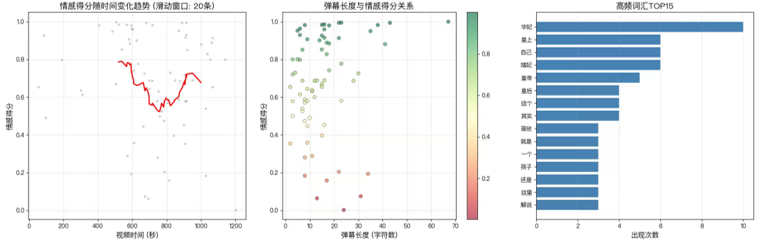 情感得分随时间变化趋势 (滑动窗口: 20条)
情感得分
1.0
0.8
0.6
0.4
0.2
0.0
0 200 400 600 800 1000 1200
视频时间 (秒)
弹幕长度与情感得分关系
情感得分
1.0
0.8
0.6
0.4
0.2
0.0
0 10 20 30 40 50 60 70
弹幕长度 (字符数)
0.8
0.6
0.4
0.2
高频词汇TOP15
华妃
皇上
自己
端妃
皇帝
皇后
这个
其实
就是
一个
孩子
还是
这里
解说
0 2 4 6 8 10
出现次数